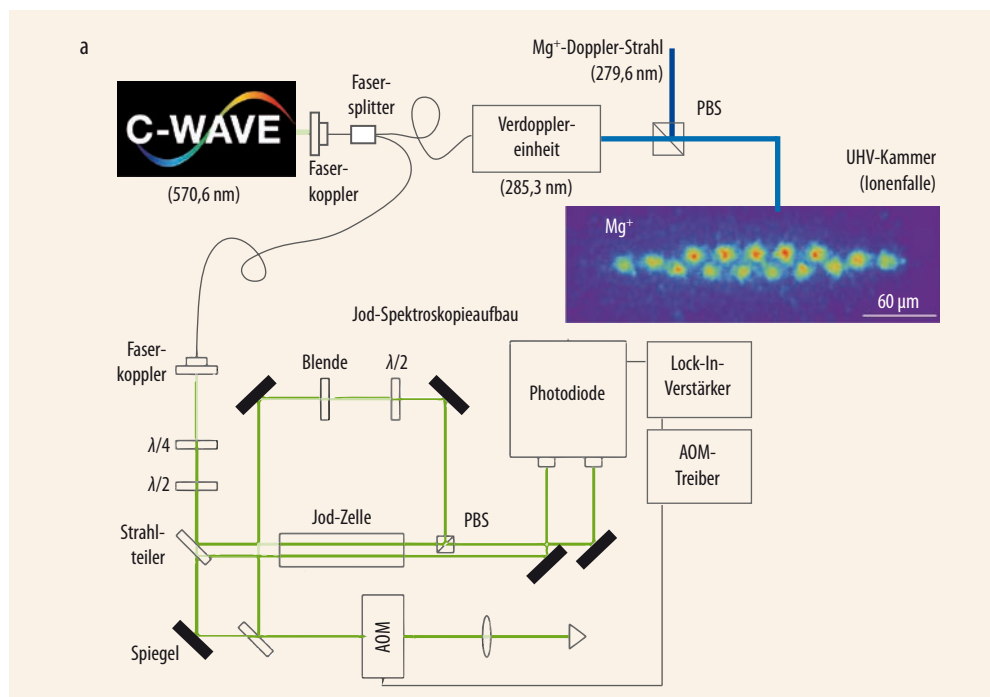 a
Mg⁺-Doppler-Strahl
(279,6 nm)
Faser-
splitter
C-WAVE
PBS
Verdoppler-
einheit
Faser-
koppler
UHV-Kammer
(Ionenfalle)
(570,6 nm)
(285,3 nm)
Mg⁺
60 µm
Jod-Spektroskopieaufbau
Faser-
koppler
Blende
λ/2
Photodiode
Lock-In-
Verstärker
λ/4
AOM-
Treiber
λ/2
Jod-Zelle
PBS
Strahl-
teiler
AOM
Spiegel